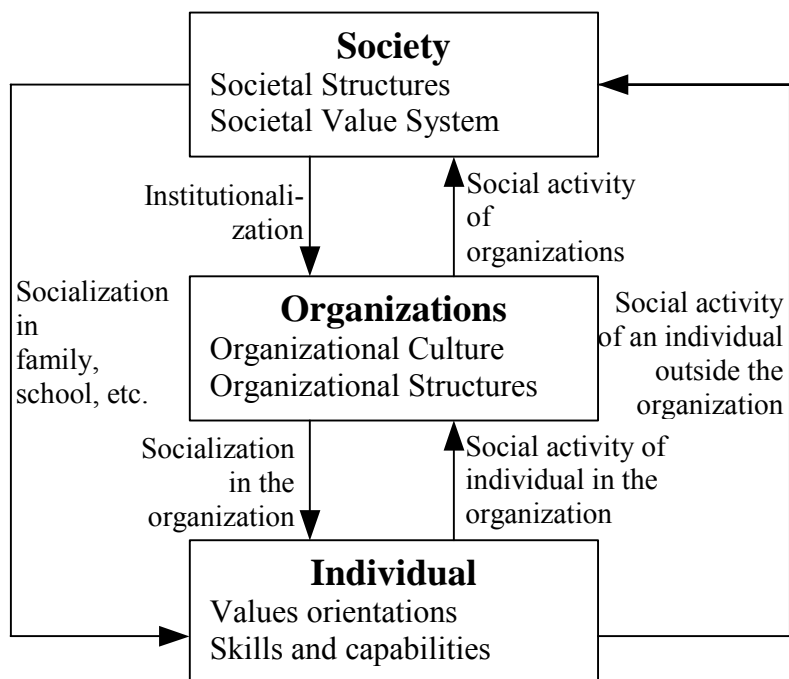 Society
Societal Structures
Societal Value System
Institutionali-
zation
Social activity
of
organizations
Socialization
in
family,
school, etc.
Organizations
Organizational Culture
Organizational Structures
Social activity
of an individual
outside the
organization
Socialization
in the
organization
Social activity of
individual in the
organization
Individual
Values orientations
Skills and capabilities